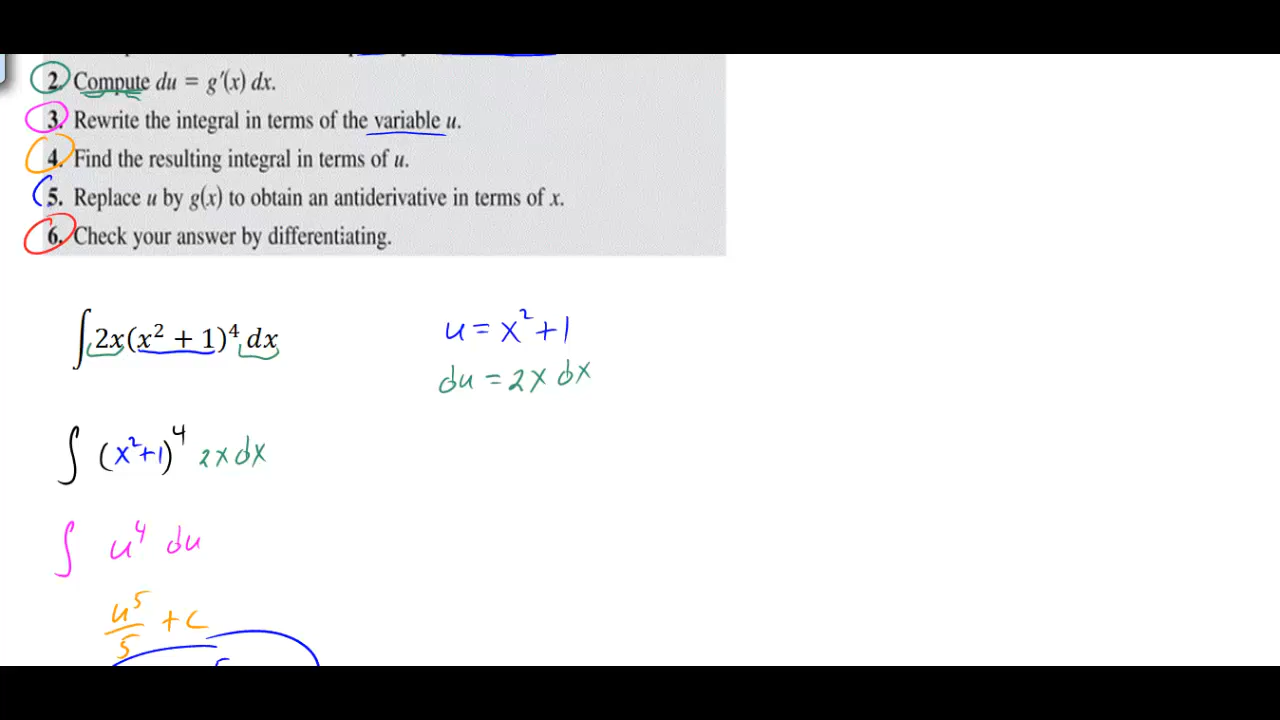 2. Compute du = g′(x) dx.
3. Rewrite the integral in terms of the variable u.
4. Find the resulting integral in terms of u.
5. Replace u by g(x) to obtain an antiderivative in terms of x.
6. Check your answer by differentiating.
∫2x(x² + 1)⁴ dx
u = x² + 1
du = 2x dx
∫ (x²+1)⁴ 2x dx
∫ u⁴ du
u⁵/5 + c